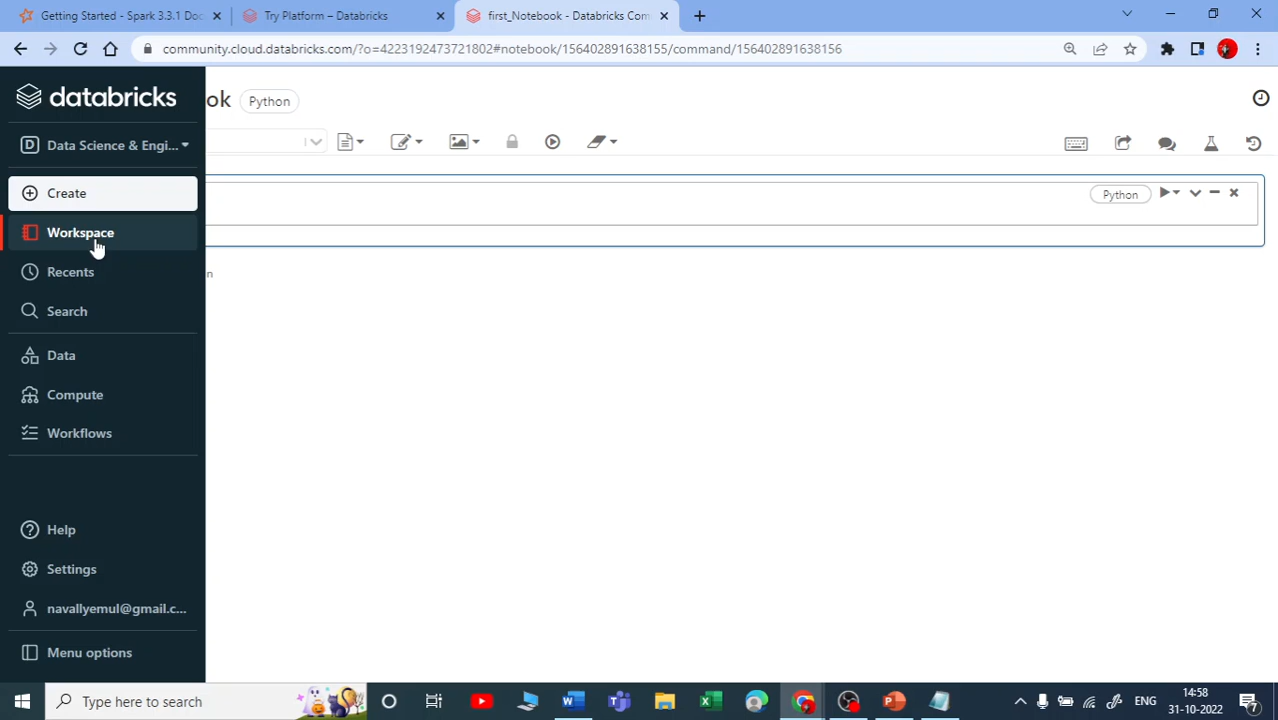 Getting Started - Spark 3.3.1 Doc
Try Platform – Databricks
first_Notebook - Databricks Com
community.cloud.databricks.com/?o=4223192473721802#notebook/156402891638155/command/156402891638156
databricks
ok
Python
D
Data Science & Engi...
Create
Python
Workspace
Recents
n
Search
Data
Compute
Workflows
Help
Settings
navallyemul@gmail.c...
Menu options
Type here to search
ENG
14:58
31-10-2022
7